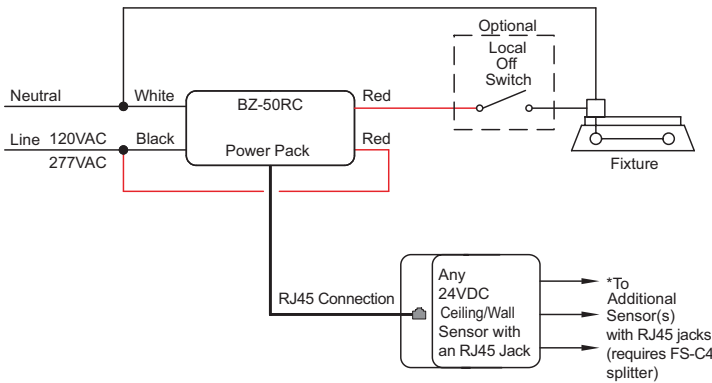 Optional
Local
Off
Switch
Neutral
White
BZ-50RC
Red
Line 120VAC
277VAC
Black
Power Pack
Red
Fixture
RJ45 Connection
Any
24VDC
Ceiling/Wall
Sensor with
an RJ45 Jack
*To
Additional
Sensor(s)
with RJ45 jacks
(requires FS-C4
splitter)